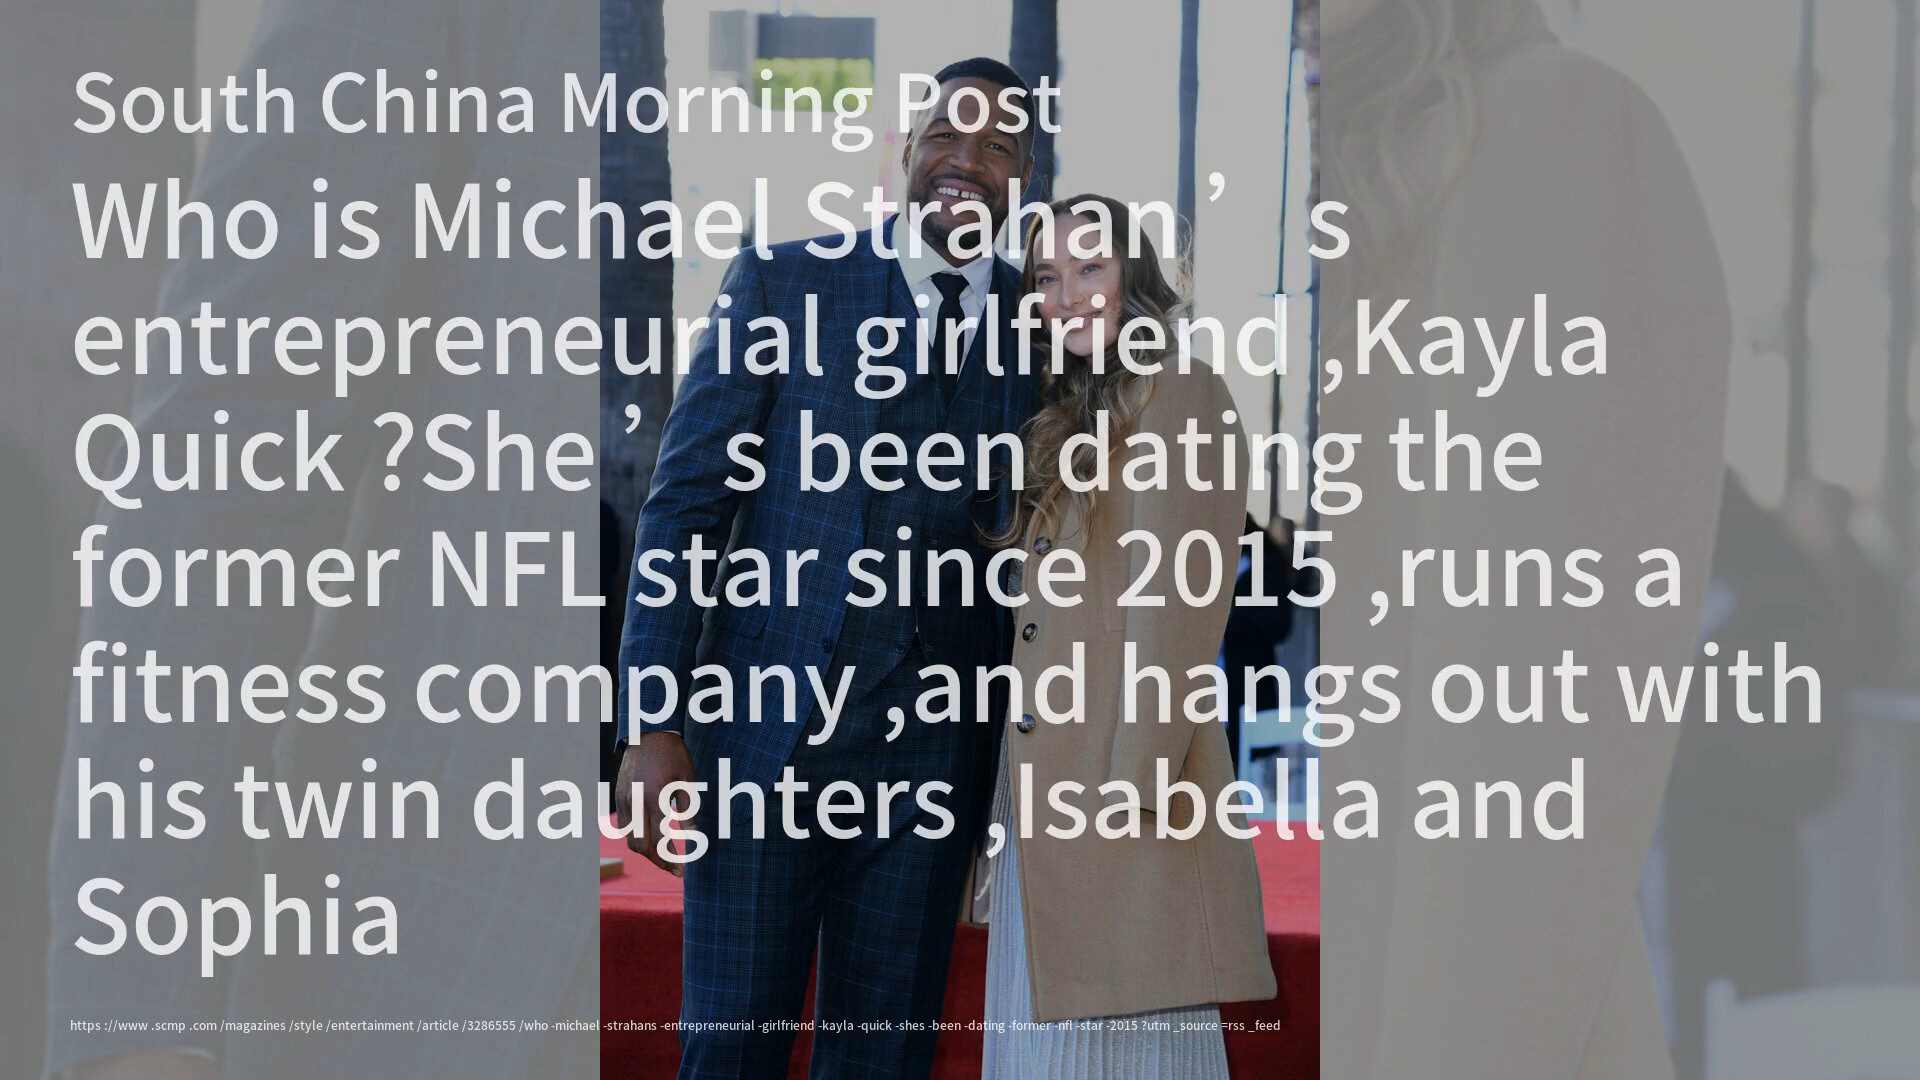 South China Morning Post
Who is Michael Strahan’s
entrepreneurial girlfriend ,Kayla
Quick ?She’s been dating the
former NFL star since 2015 ,runs a
fitness company ,and hangs out with
his twin daughters ,Isabella and
Sophia
https ://www .scmp .com /magazines /style /entertainment /article /3286555 /who -michael -strahans -entrepreneurial -girlfriend -kayla -quick -shes -been -dating -former -nfl -star -2015 ?utm _source =rss _feed